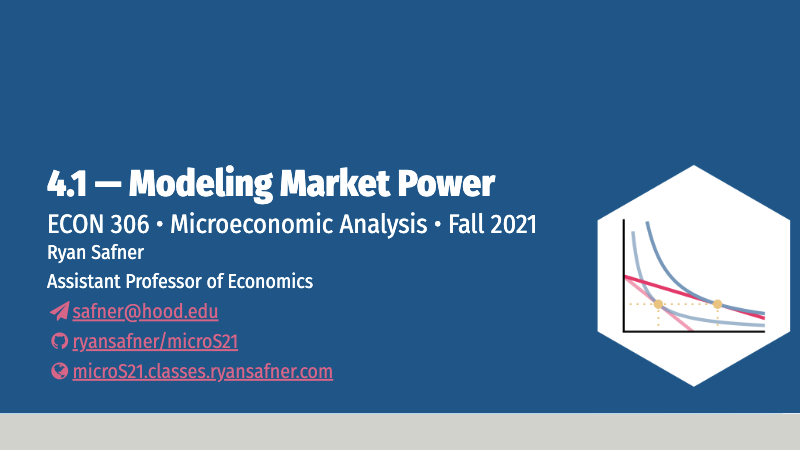 4.1 — Modeling Market Power
ECON 306 • Microeconomic Analysis • Fall 2021
Ryan Safner
Assistant Professor of Economics
safner@hood.edu
ryansafner/microS21
microS21.classes.ryansafner.com